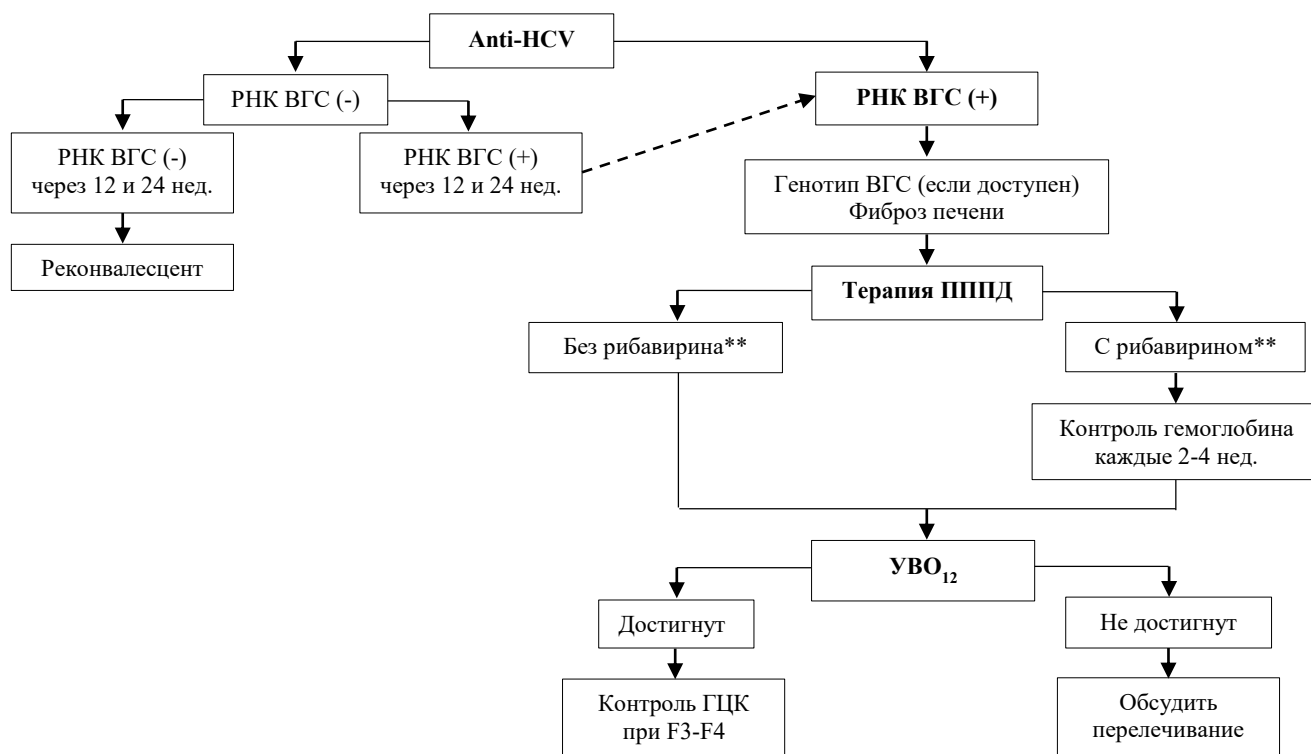 Anti-HCV
РНК ВГС (-)
РНК ВГС (+)
РНК ВГС (-)
через 12 и 24 нед.
РНК ВГС (+)
через 12 и 24 нед.
Генотип ВГС (если доступен)
Фиброз печени
Реконвалесцент
Терапия ПППД
Без рибавирина**
С рибавирином**
Контроль гемоглобина
каждые 2-4 нед.
УВО12
Достигнут
Не достигнут
Контроль ГЦК
при F3-F4
Обсудить
перелечивание